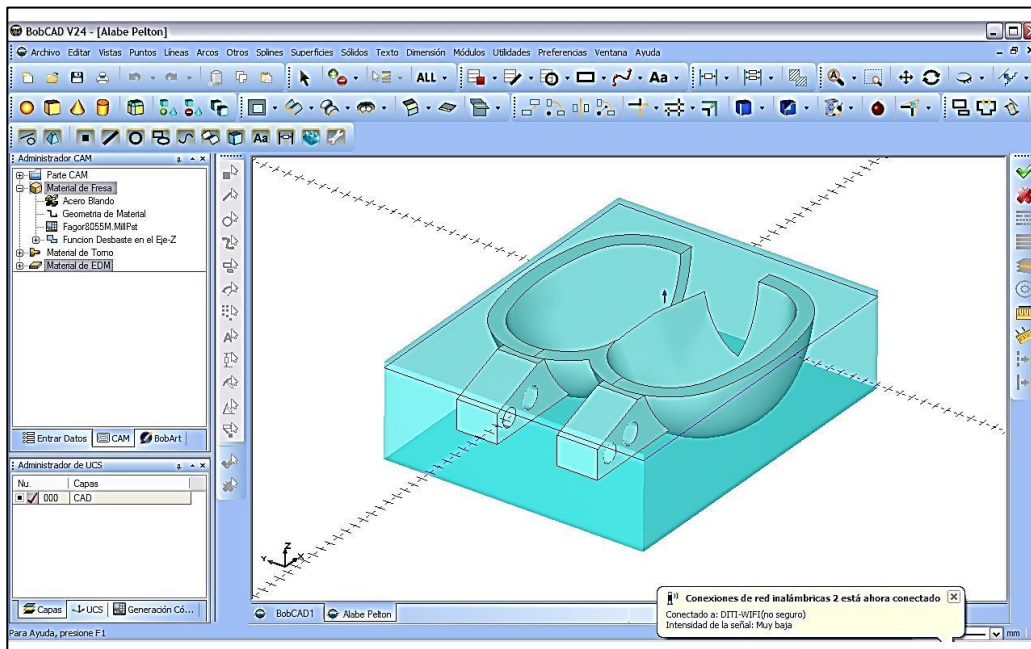 BobCAD V24 - [Alabe Pelton]
Archivo Editar Vistas Puntos Líneas Arcos Otros Splines Superficies Sólidos Texto Dimensión Módulos Utilidades Preferencias Ventana Ayuda
ALL
Aa
Aa
Administrador CAM
Parte CAM
Material de Fresa
Acero Blando
Geometria de Material
Fagor8055M.MillPst
Funcion Desbaste en el Eje-Z
Material de Torno
Material de EDM
Entrar Datos CAM BobArt
Administrador de UCS
Nu. Capas
000 CAD
Capas UCS Generación Có...
Z
Y X
BobCAD1 Alabe Pelton
Conexiones de red inalámbricas 2 está ahora conectado
Conectado a: DITI-WIFI(no seguro)
Intensidad de la señal: Muy baja
Para Ayuda, presione F1
mm